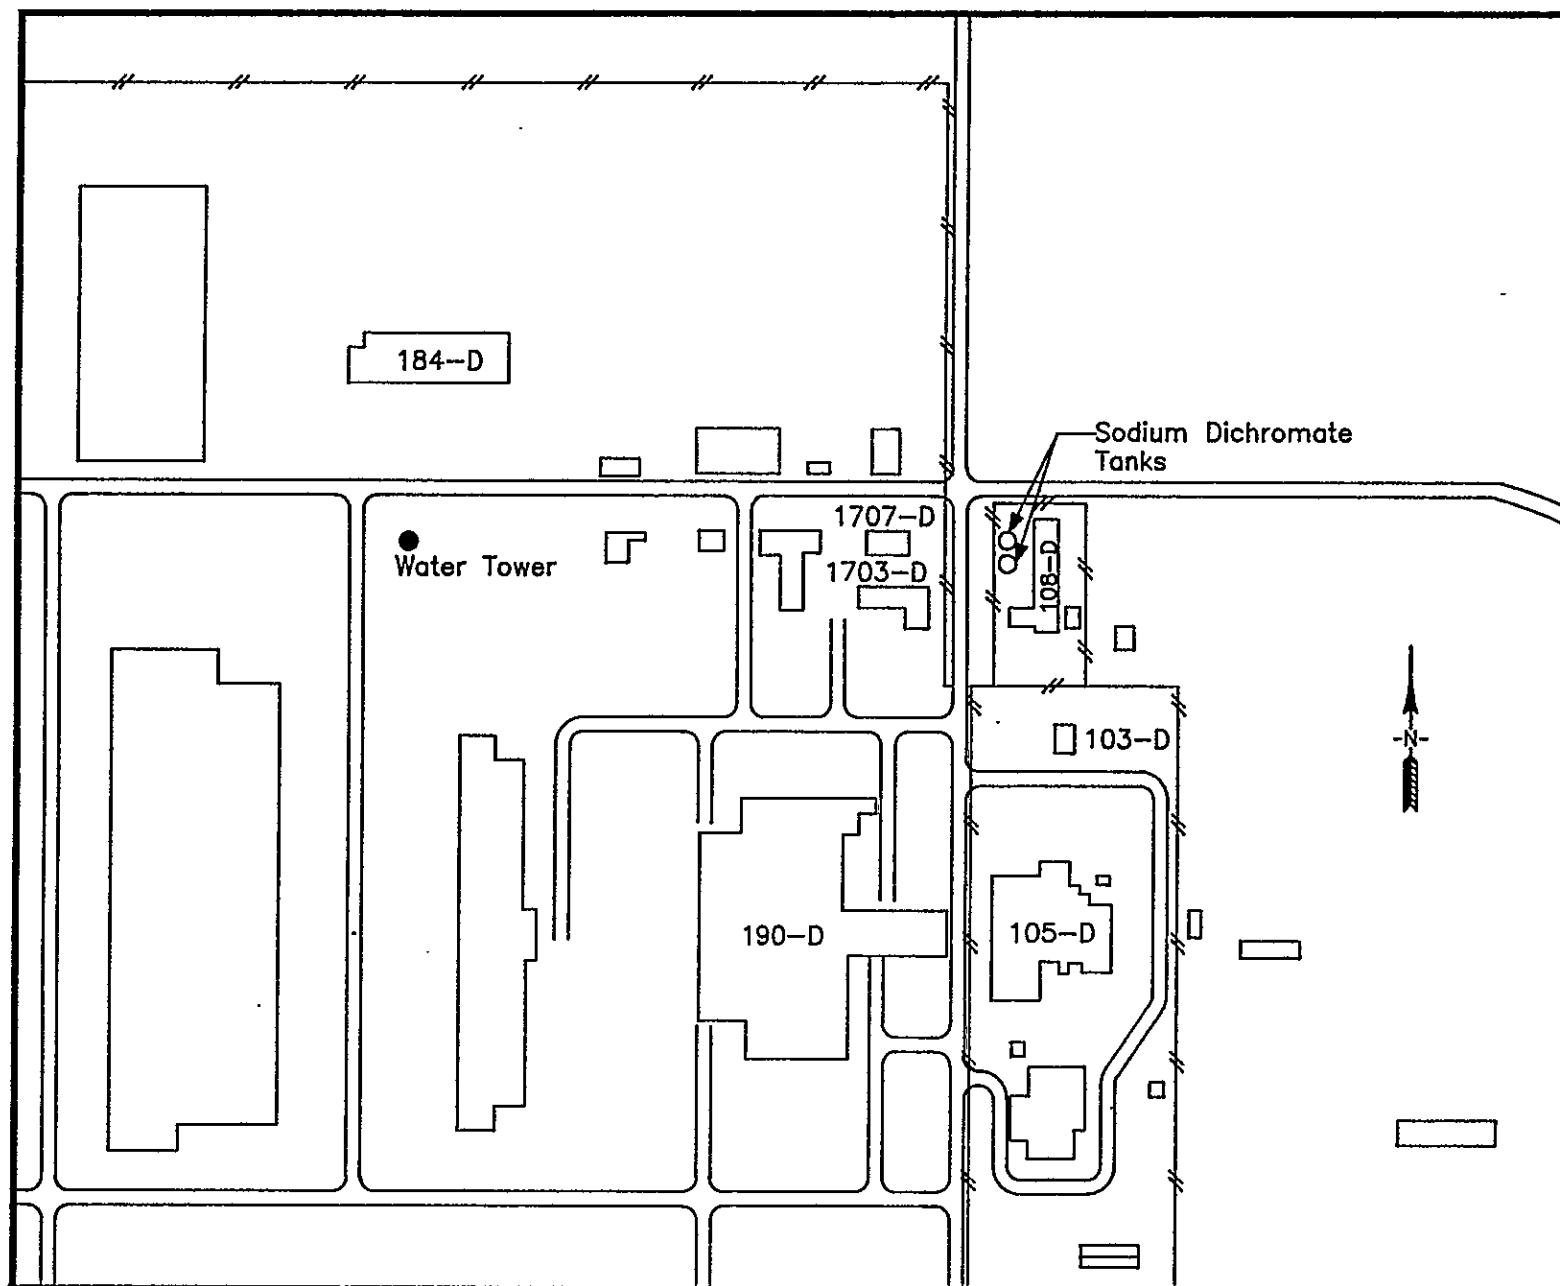 184-D
Sodium Dichromate
Tanks
1707-D
Water Tower
1703-D
108-D
103-D
-N-
190-D
105-D